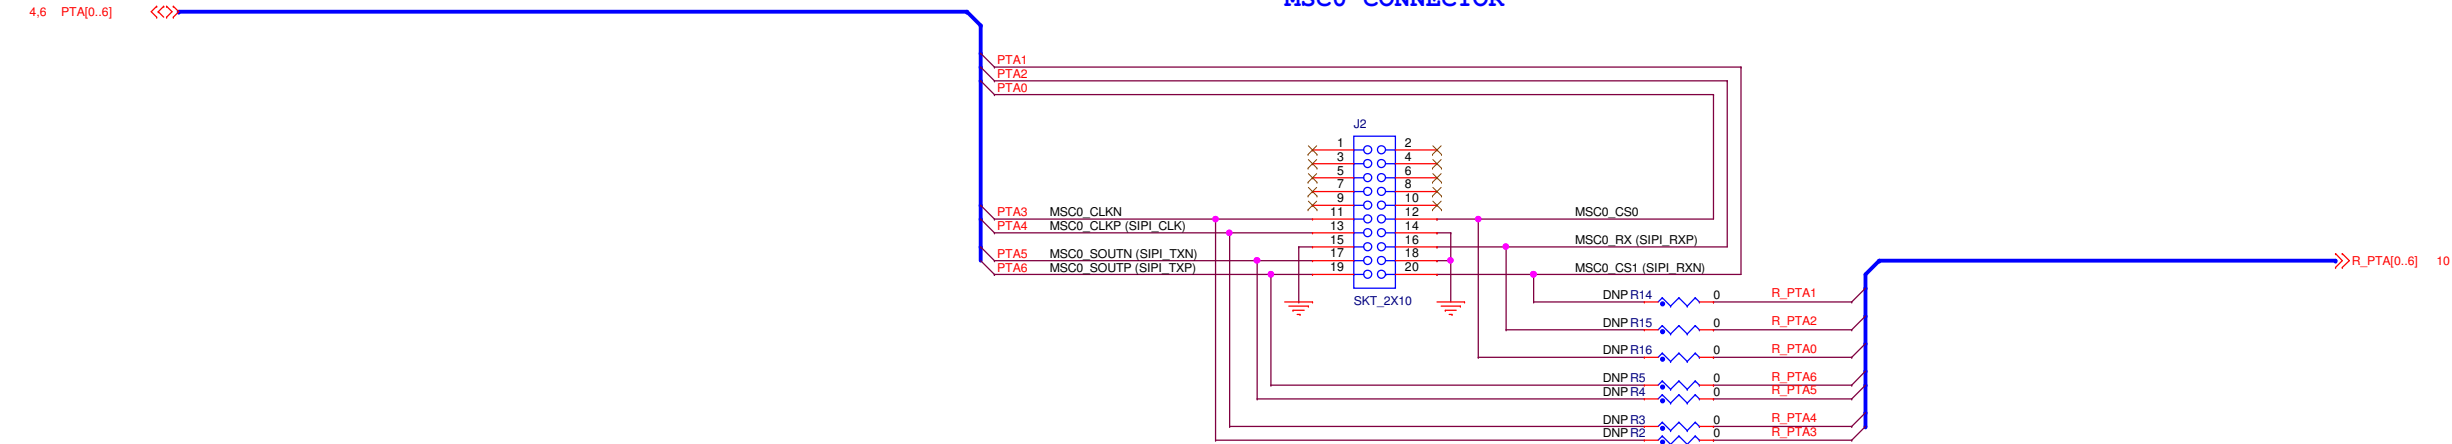 MSC0 CONNECTOR
4,6 PTA[0..6]
PTA1
PTA2
PTA0
J2
1 2
3 4
5 6
7 8
9 10
PTA3 MSC0_CLKN 11 12 MSC0_CS0
PTA4 MSC0_CLKP (SIPI_CLK) 13 14
15 16 MSC0_RX (SIPI_RXP)
PTA5 MSC0_SOUTN (SIPI_TXN) 17 18
PTA6 MSC0_SOUTP (SIPI_TXP) 19 20 MSC0_CS1 (SIPI_RXN)
R_PTA[0..6] 10
SKT_2X10
DNP R14 0 R_PTA1
DNP R15 0 R_PTA2
DNP R16 0 R_PTA0
DNP R5 0 R_PTA6
DNP R4 0 R_PTA5
DNP R3 0 R_PTA4
DNP R2 0 R_PTA3